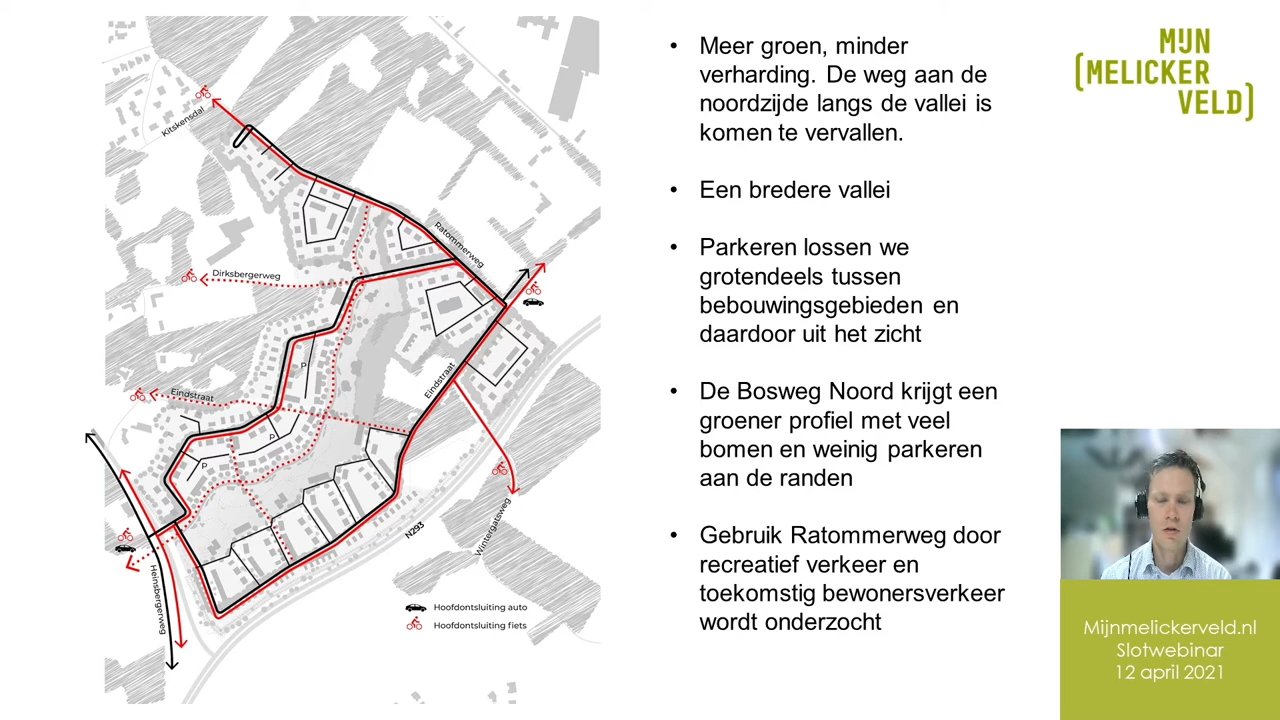 Kitskensdal
Ratommerweg
Dirksbergerweg
Eindstraat
Eindstraat
P
P
P
N293
Wintergatsweg
Heinsbergerweg
Hoofdontsluiting auto
Hoofdontsluiting fiets
• Meer groen, minder
verharding. De weg aan de
noordzijde langs de vallei is
komen te vervallen.
• Een bredere vallei
• Parkeren lossen we
grotendeels tussen
bebouwingsgebieden en
daardoor uit het zicht
• De Bosweg Noord krijgt een
groener profiel met veel
bomen en weinig parkeren
aan de randen
• Gebruik Ratommerweg door
recreatief verkeer en
toekomstig bewonersverkeer
wordt onderzocht
MIJN
(MELICKER
VELD)
Mijnmelickerveld.nl
Slotwebinar
12 april 2021